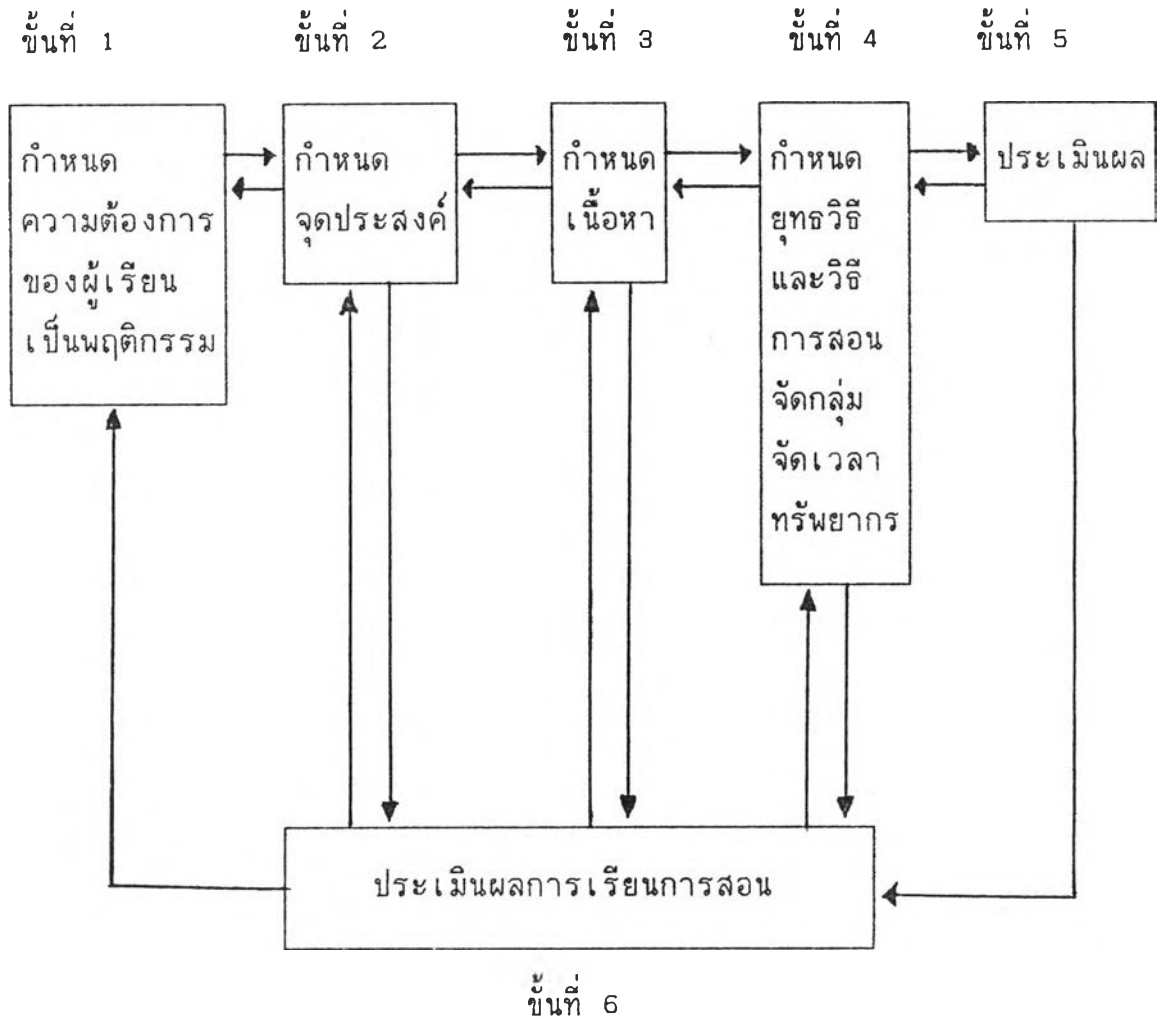 ขั้นที่ 1
ขั้นที่ 2
ขั้นที่ 3
ขั้นที่ 4
ขั้นที่ 5
กำหนด
ความต้องการ
ของผู้เรียน
เป็นพฤติกรรม
กำหนด
จุดประสงค์
กำหนด
เนื้อหา
กำหนด
ยุทธวิธี
และวิธี
การสอน
จัดกลุ่ม
จัดเวลา
ทรัพยากร
ประเมินผล
ประเมินผลการเรียนการสอน
ขั้นที่ 6